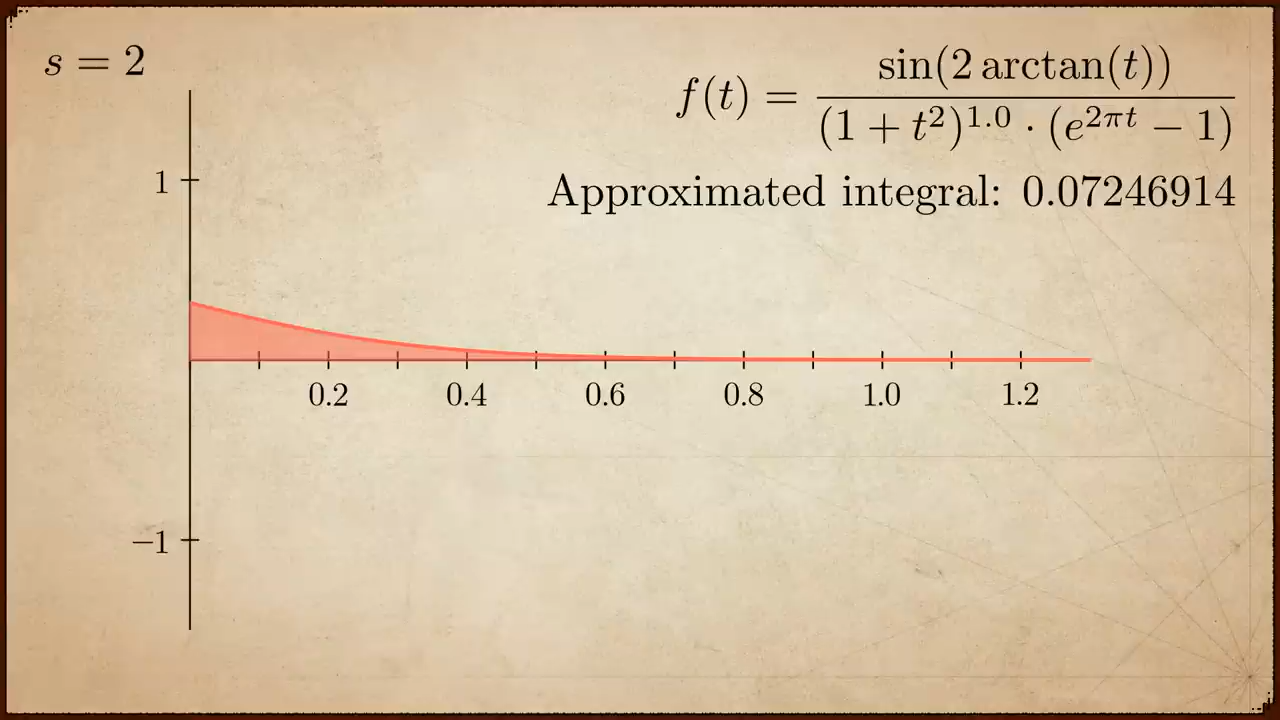 s = 2
f(t) = sin(2 arctan(t)) / (1 + t²)^1.0 · (e^2πt − 1)
Approximated integral: 0.07246914
1
0.2 0.4 0.6 0.8 1.0 1.2
−1